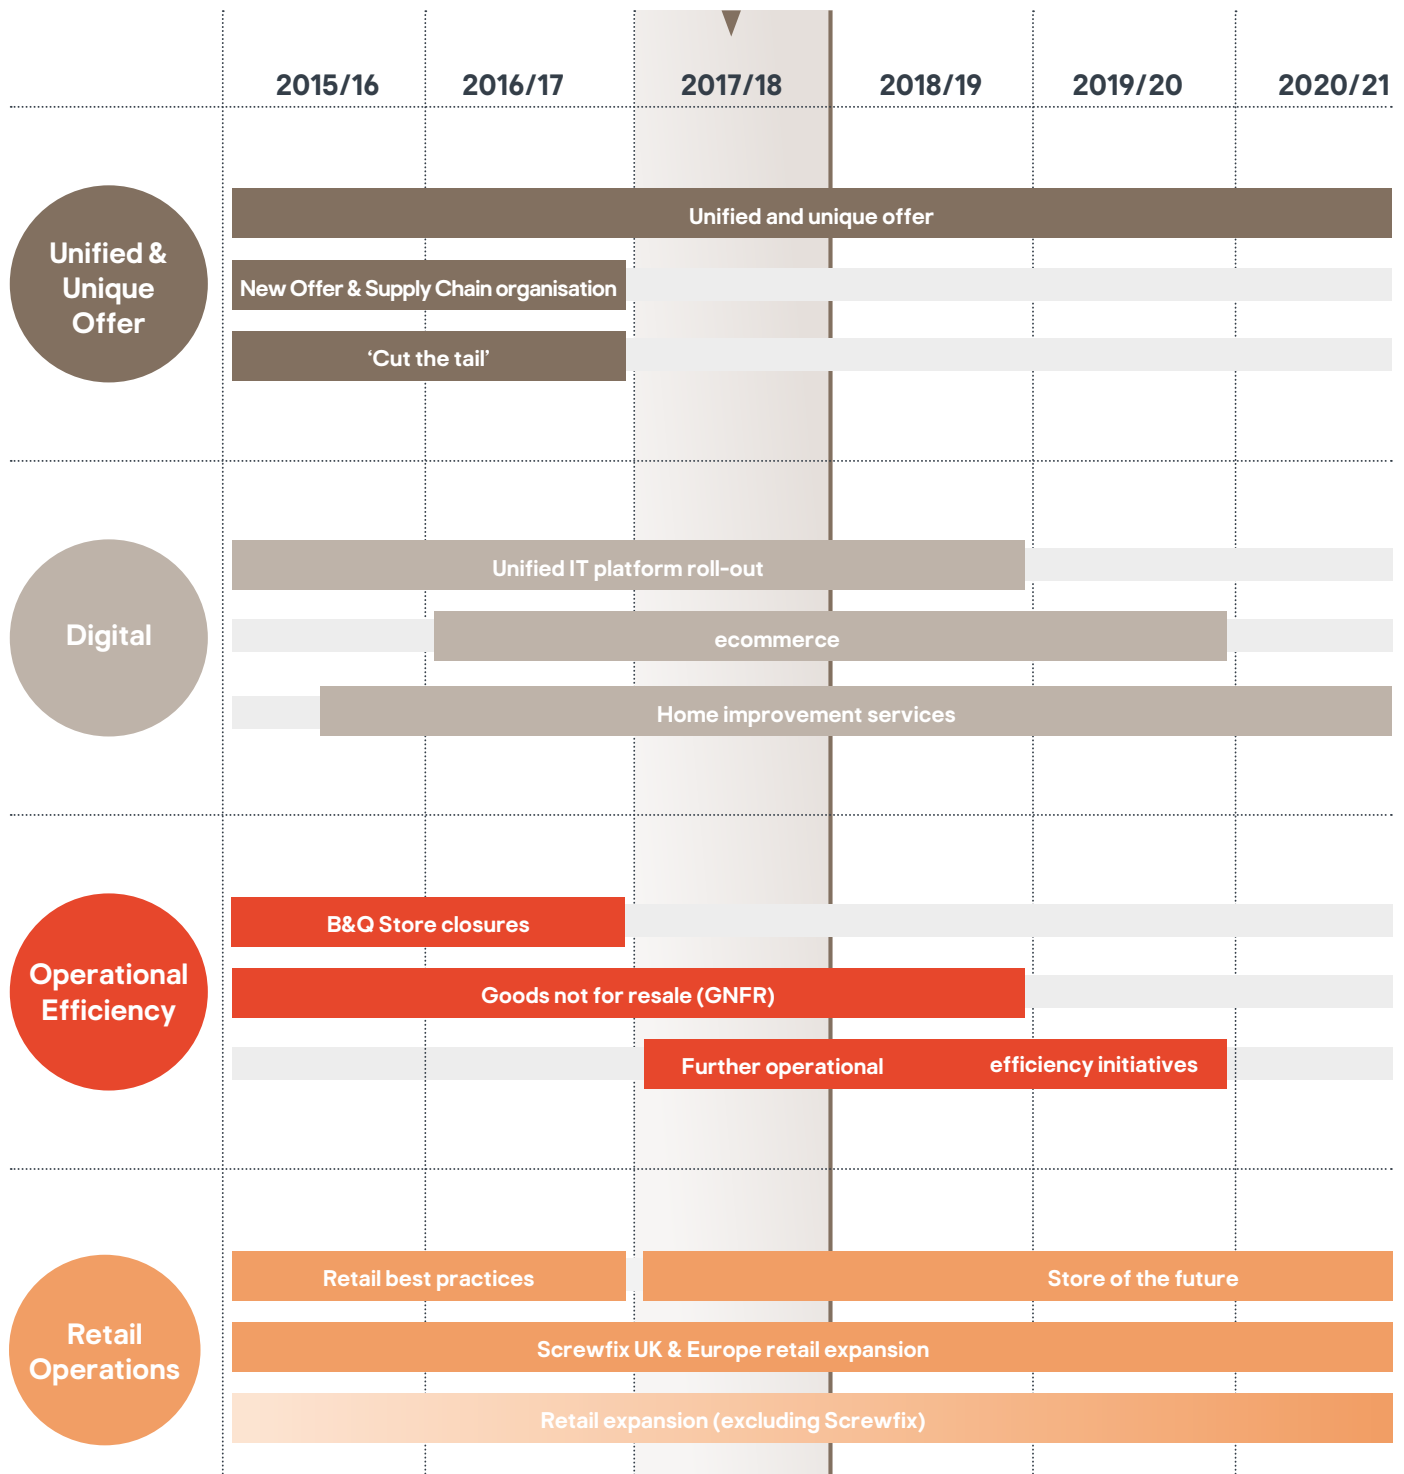 2015/16 2016/17 2017/18 2018/19 2019/20 2020/21
Unified &
Unique
Offer
Unified and unique offer
New Offer & Supply Chain organisation
‘Cut the tail’
Digital
Unified IT platform roll-out
ecommerce
Home improvement services
Operational
Efficiency
B&Q Store closures
Goods not for resale (GNFR)
Further operational efficiency initiatives
Retail
Operations
Retail best practices
Store of the future
Screwfix UK & Europe retail expansion
Retail expansion (excluding Screwfix)